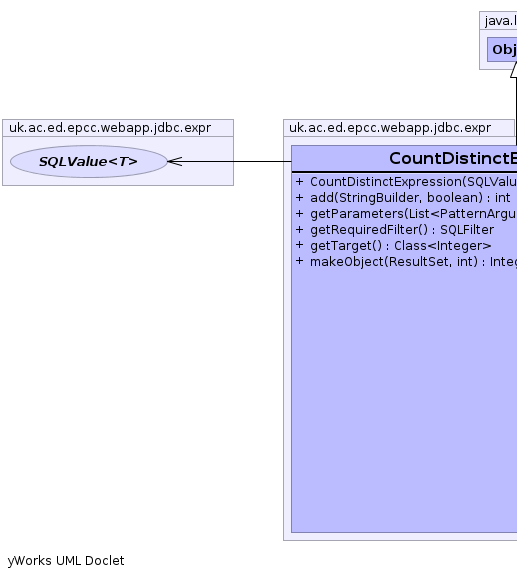 java.l
Obj
uk.ac.ed.epcc.webapp.jdbc.expr
SQLValue<T>
uk.ac.ed.epcc.webapp.jdbc.expr
CountDistinctE
+ CountDistinctExpression(SQLValu
+ add(StringBuilder, boolean) : int
+ getParameters(List<PatternArgu
+ getRequiredFilter() : SQLFilter
+ getTarget() : Class<Integer>
+ makeObject(ResultSet, int) : Integ
yWorks UML Doclet